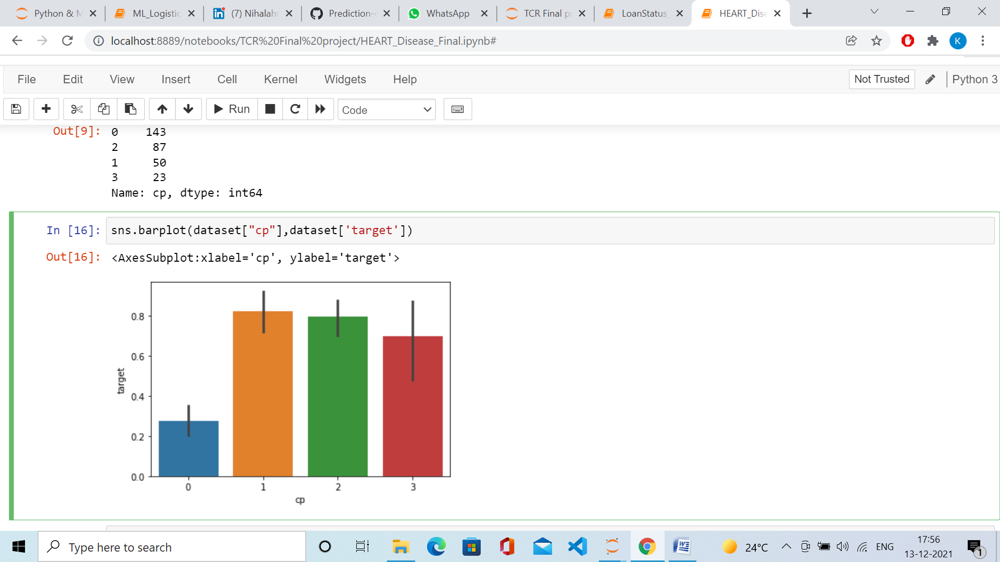 Python & M
ML_Logistic
(7) Nihalahm
Prediction-
WhatsApp
TCR Final p
LoanStatus_
HEART_Dise
localhost:8889/notebooks/TCR%20Final%20project/HEART_Disease_Final.ipynb#
K
File Edit View Insert Cell Kernel Widgets Help Not Trusted Python 3
Run Code
Out[9]: 0 143
2 87
1 50
3 23
Name: cp, dtype: int64
In [16]: sns.barplot(dataset["cp"],dataset['target'])
Out[16]: <AxesSubplot:xlabel='cp', ylabel='target'>
0.8
0.6
target
0.4
0.2
0.0
0 1 2 3
cp
Type here to search
24°C
ENG
17:56
13-12-2021
1